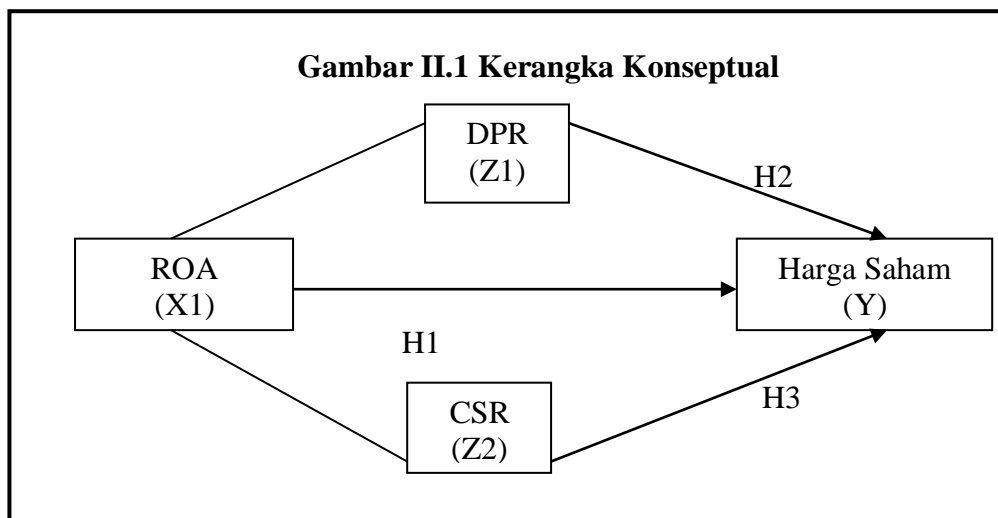 Gambar II.1 Kerangka Konseptual
DPR
(Z1)
H2
ROA
(X1)
Harga Saham
(Y)
H1
CSR
(Z2)
H3